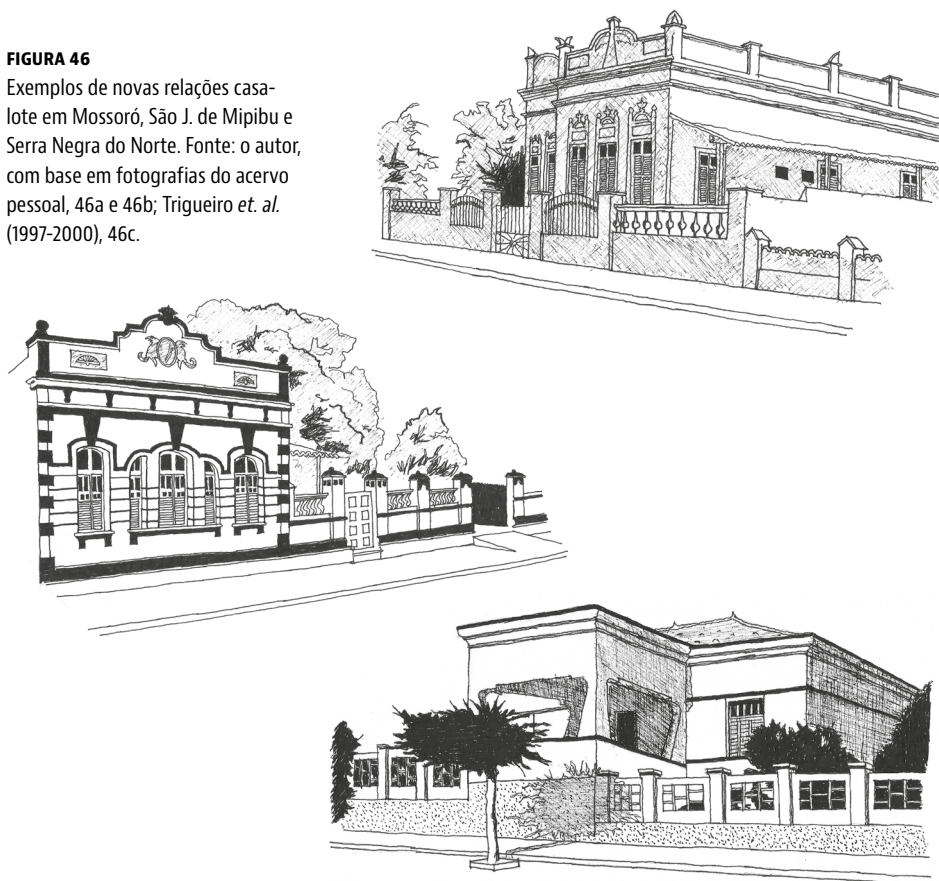 FIGURA 46
Exemplos de novas relações casa-
lote em Mossoró, São J. de Mipibu e
Serra Negra do Norte. Fonte: o autor,
com base em fotografias do acervo
pessoal, 46a e 46b; Trigueiro et. al.
(1997-2000), 46c.